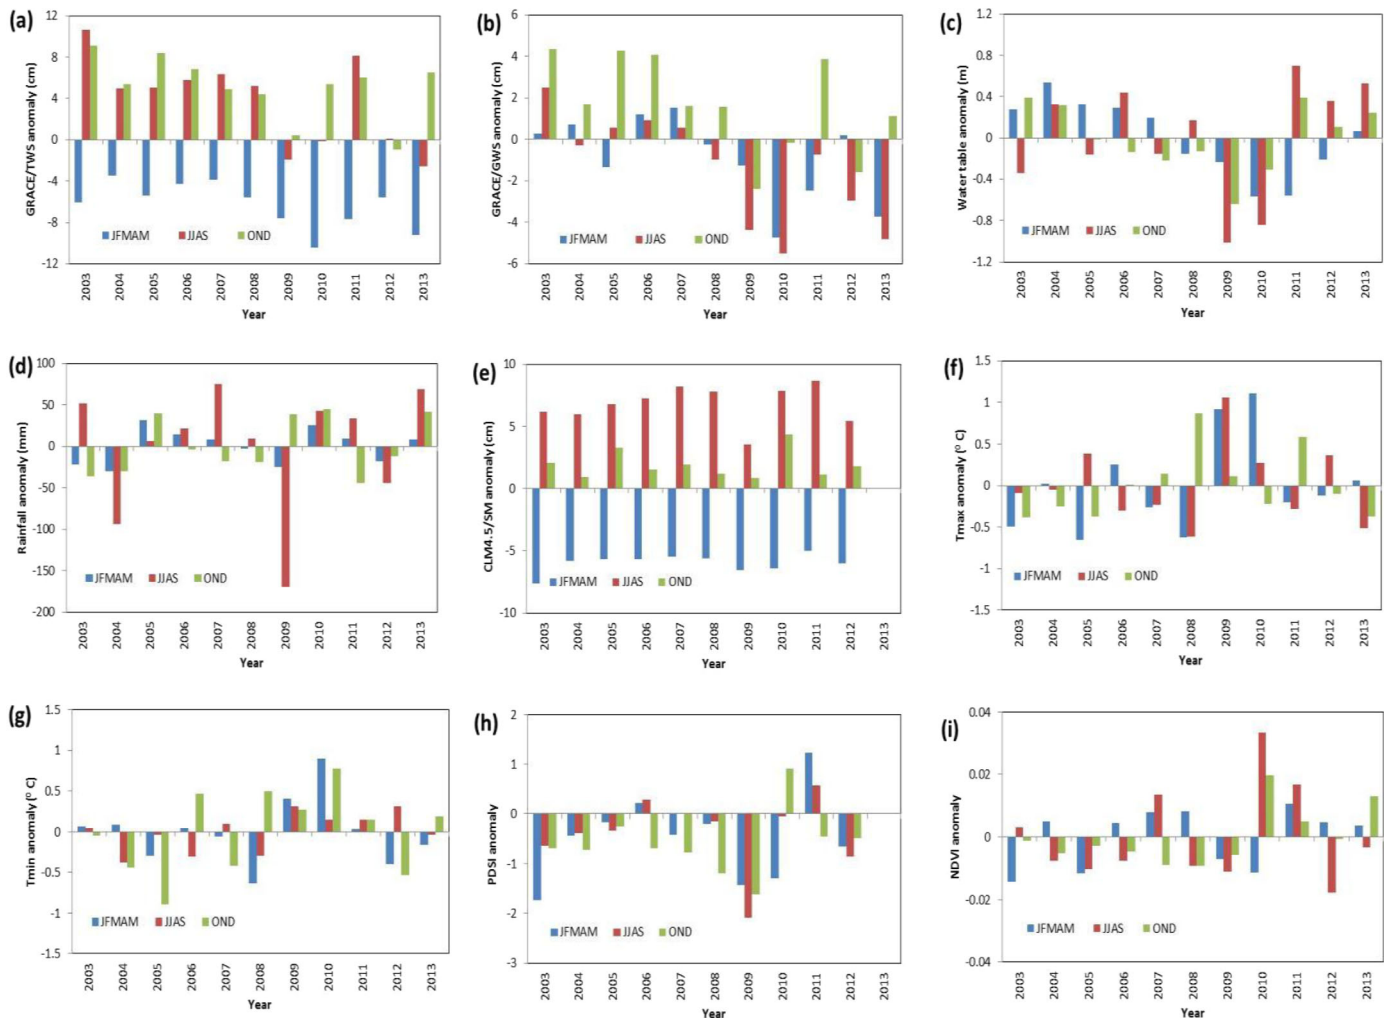 (a)
GRACE/TWS anomaly (cm)
12
8
4
0
-4
-8
-12
JFMAM JJAS OND
2003 2004 2005 2006 2007 2008 2009 2010 2011 2012 2013
Year
(b)
GRACE/GWS anomaly (cm)
6
4
2
0
-2
-4
-6
JFMAM JJAS OND
2003 2004 2005 2006 2007 2008 2009 2010 2011 2012 2013
Year
(c)
Water table anomaly (m)
1.2
0.8
0.4
0
-0.4
-0.8
-1.2
JFMAM JJAS OND
2003 2004 2005 2006 2007 2008 2009 2010 2011 2012 2013
Year
(d)
Rainfall anomaly (mm)
100
50
0
-50
-100
-150
-200
JFMAM JJAS OND
2003 2004 2005 2006 2007 2008 2009 2010 2011 2012 2013
Year
(e)
CLM4.5/SM anomaly (cm)
10
5
0
-5
-10
JFMAM JJAS OND
2003 2004 2005 2006 2007 2008 2009 2010 2011 2012 2013
Year
(f)
Tmax anomaly (° C)
1.5
1
0.5
0
-0.5
-1
-1.5
JFMAM JJAS OND
2003 2004 2005 2006 2007 2008 2009 2010 2011 2012 2013
Year
(g)
Tmin anomaly (° C)
1.5
1
0.5
0
-0.5
-1
-1.5
JFMAM JJAS OND
2003 2004 2005 2006 2007 2008 2009 2010 2011 2012 2013
Year
(h)
PDSI anomaly
2
1
0
-1
-2
-3
JFMAM JJAS OND
2003 2004 2005 2006 2007 2008 2009 2010 2011 2012 2013
Year
(i)
NDVI anomaly
0.04
0.02
0
-0.02
-0.04
JFMAM JJAS OND
2003 2004 2005 2006 2007 2008 2009 2010 2011 2012 2013
Year